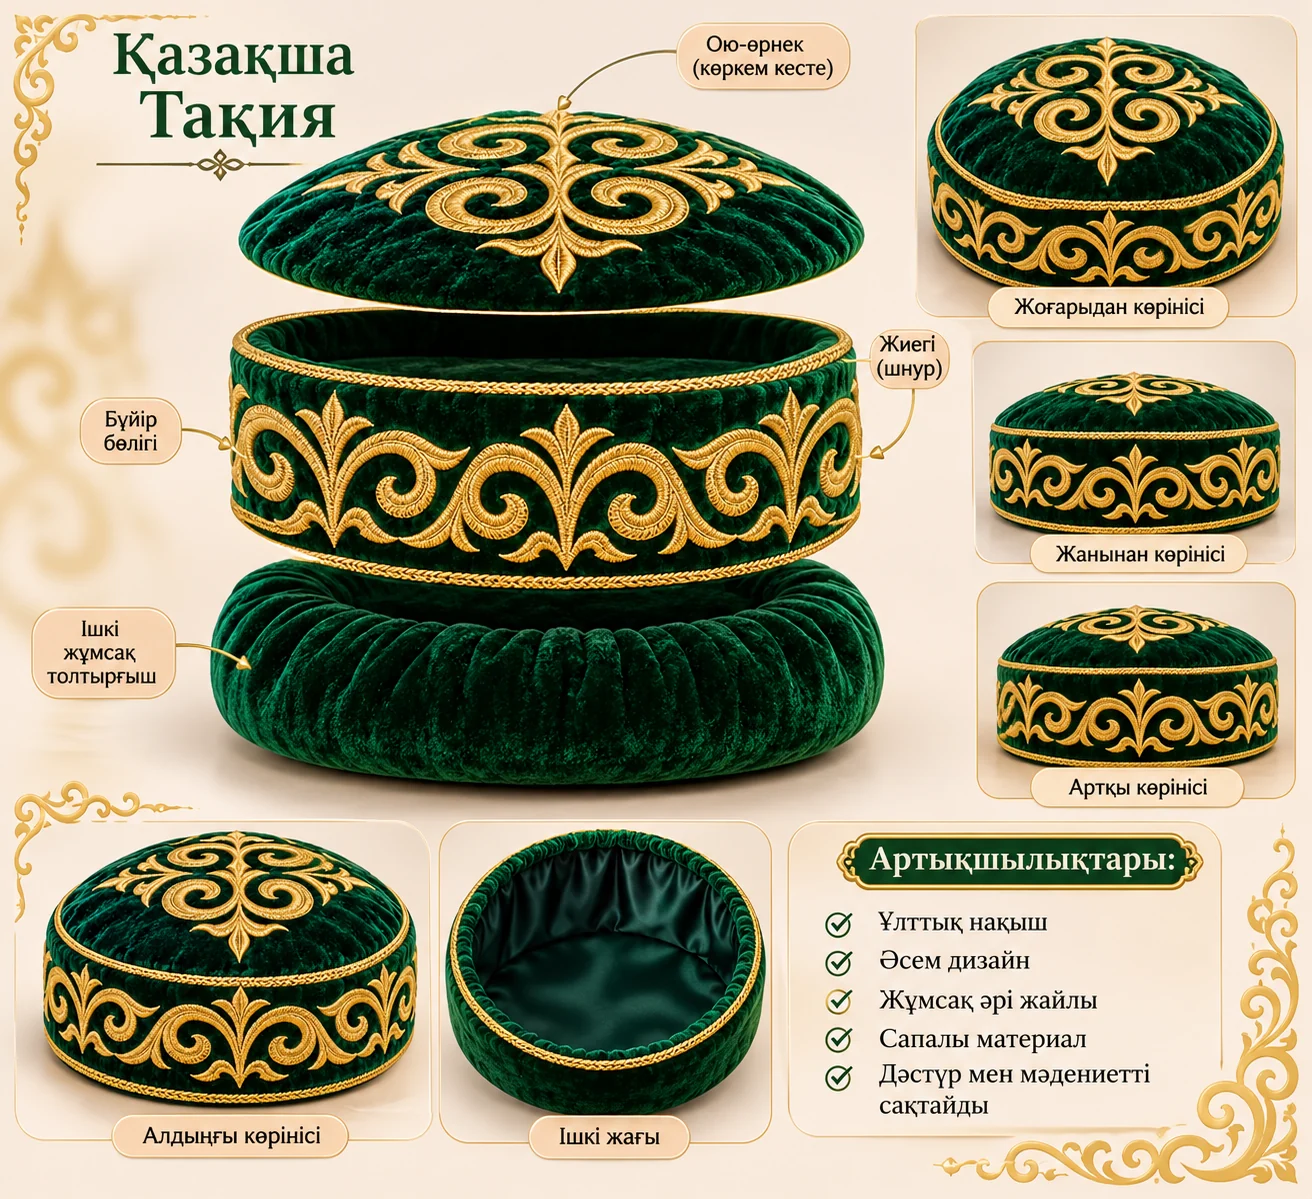 Қазақша
Тақия
Ою-өрнек
(көркем кесте)
Жиегі
(шнур)
Бүйір
бөлігі
Ішкі
жұмсақ
толтырғыш
Жоғарыдан көрінісі
Жанынан көрінісі
Артқы көрінісі
Алдыңғы көрінісі
Ішкі жағы
Артықшылықтары:
Ұлттық нақыш
Әсем дизайн
Жұмсақ әрі жайлы
Сапалы материал
Дәстүр мен мәдениетті
сақтайды